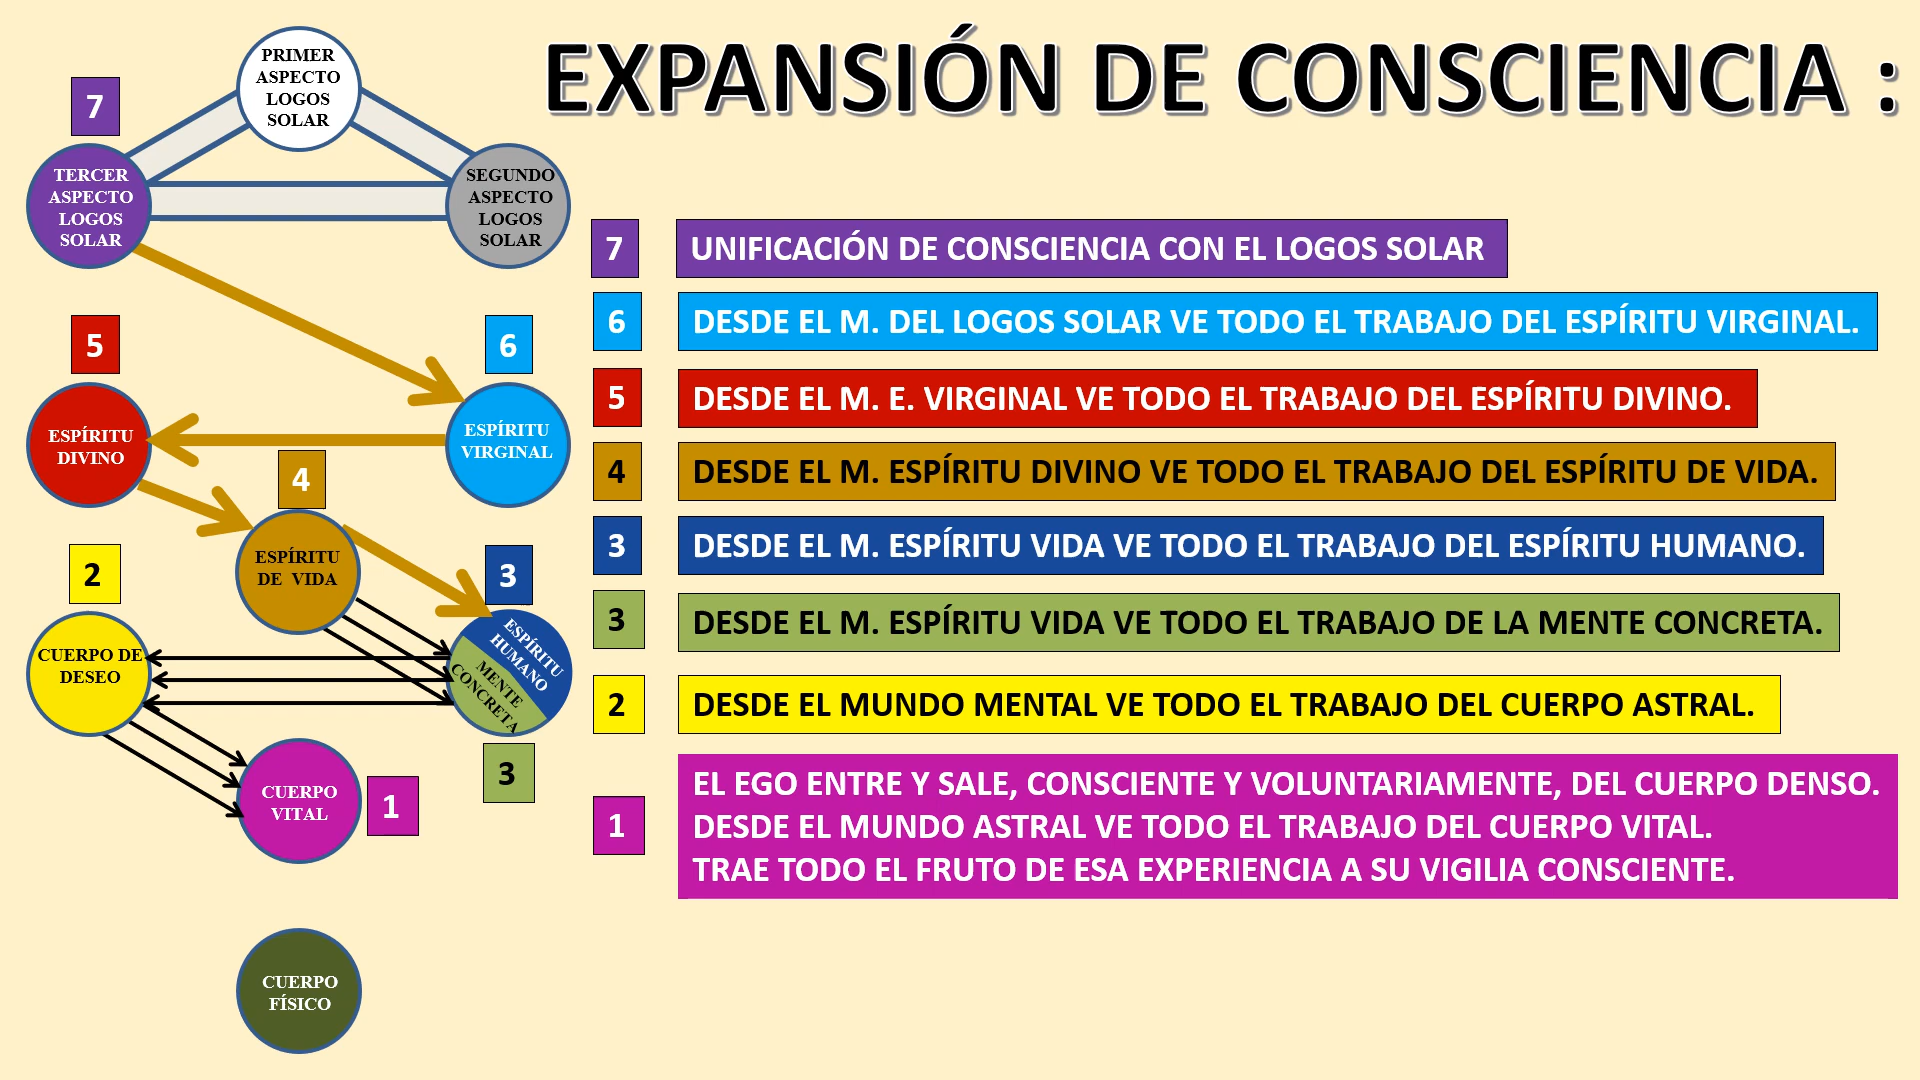 EXPANSIÓN DE CONSCIENCIA :
PRIMER
ASPECTO
LOGOS
SOLAR
7
TERCER
ASPECTO
LOGOS
SOLAR
SEGUNDO
ASPECTO
LOGOS
SOLAR
5
6
ESPÍRITU
DIVINO
ESPÍRITU
VIRGINAL
4
ESPÍRITU
DE VIDA
2
3
CUERPO DE
DESEO
ESPÍRITU
HUMANO
MENTE
CONCRETA
3
CUERPO
VITAL
1
CUERPO
FÍSICO
7 UNIFICACIÓN DE CONSCIENCIA CON EL LOGOS SOLAR
6 DESDE EL M. DEL LOGOS SOLAR VE TODO EL TRABAJO DEL ESPÍRITU VIRGINAL.
5 DESDE EL M. E. VIRGINAL VE TODO EL TRABAJO DEL ESPÍRITU DIVINO.
4 DESDE EL M. ESPÍRITU DIVINO VE TODO EL TRABAJO DEL ESPÍRITU DE VIDA.
3 DESDE EL M. ESPÍRITU VIDA VE TODO EL TRABAJO DEL ESPÍRITU HUMANO.
3 DESDE EL M. ESPÍRITU VIDA VE TODO EL TRABAJO DE LA MENTE CONCRETA.
2 DESDE EL MUNDO MENTAL VE TODO EL TRABAJO DEL CUERPO ASTRAL.
1
EL EGO ENTRE Y SALE, CONSCIENTE Y VOLUNTARIAMENTE, DEL CUERPO DENSO.
DESDE EL MUNDO ASTRAL VE TODO EL TRABAJO DEL CUERPO VITAL.
TRAE TODO EL FRUTO DE ESA EXPERIENCIA A SU VIGILIA CONSCIENTE.